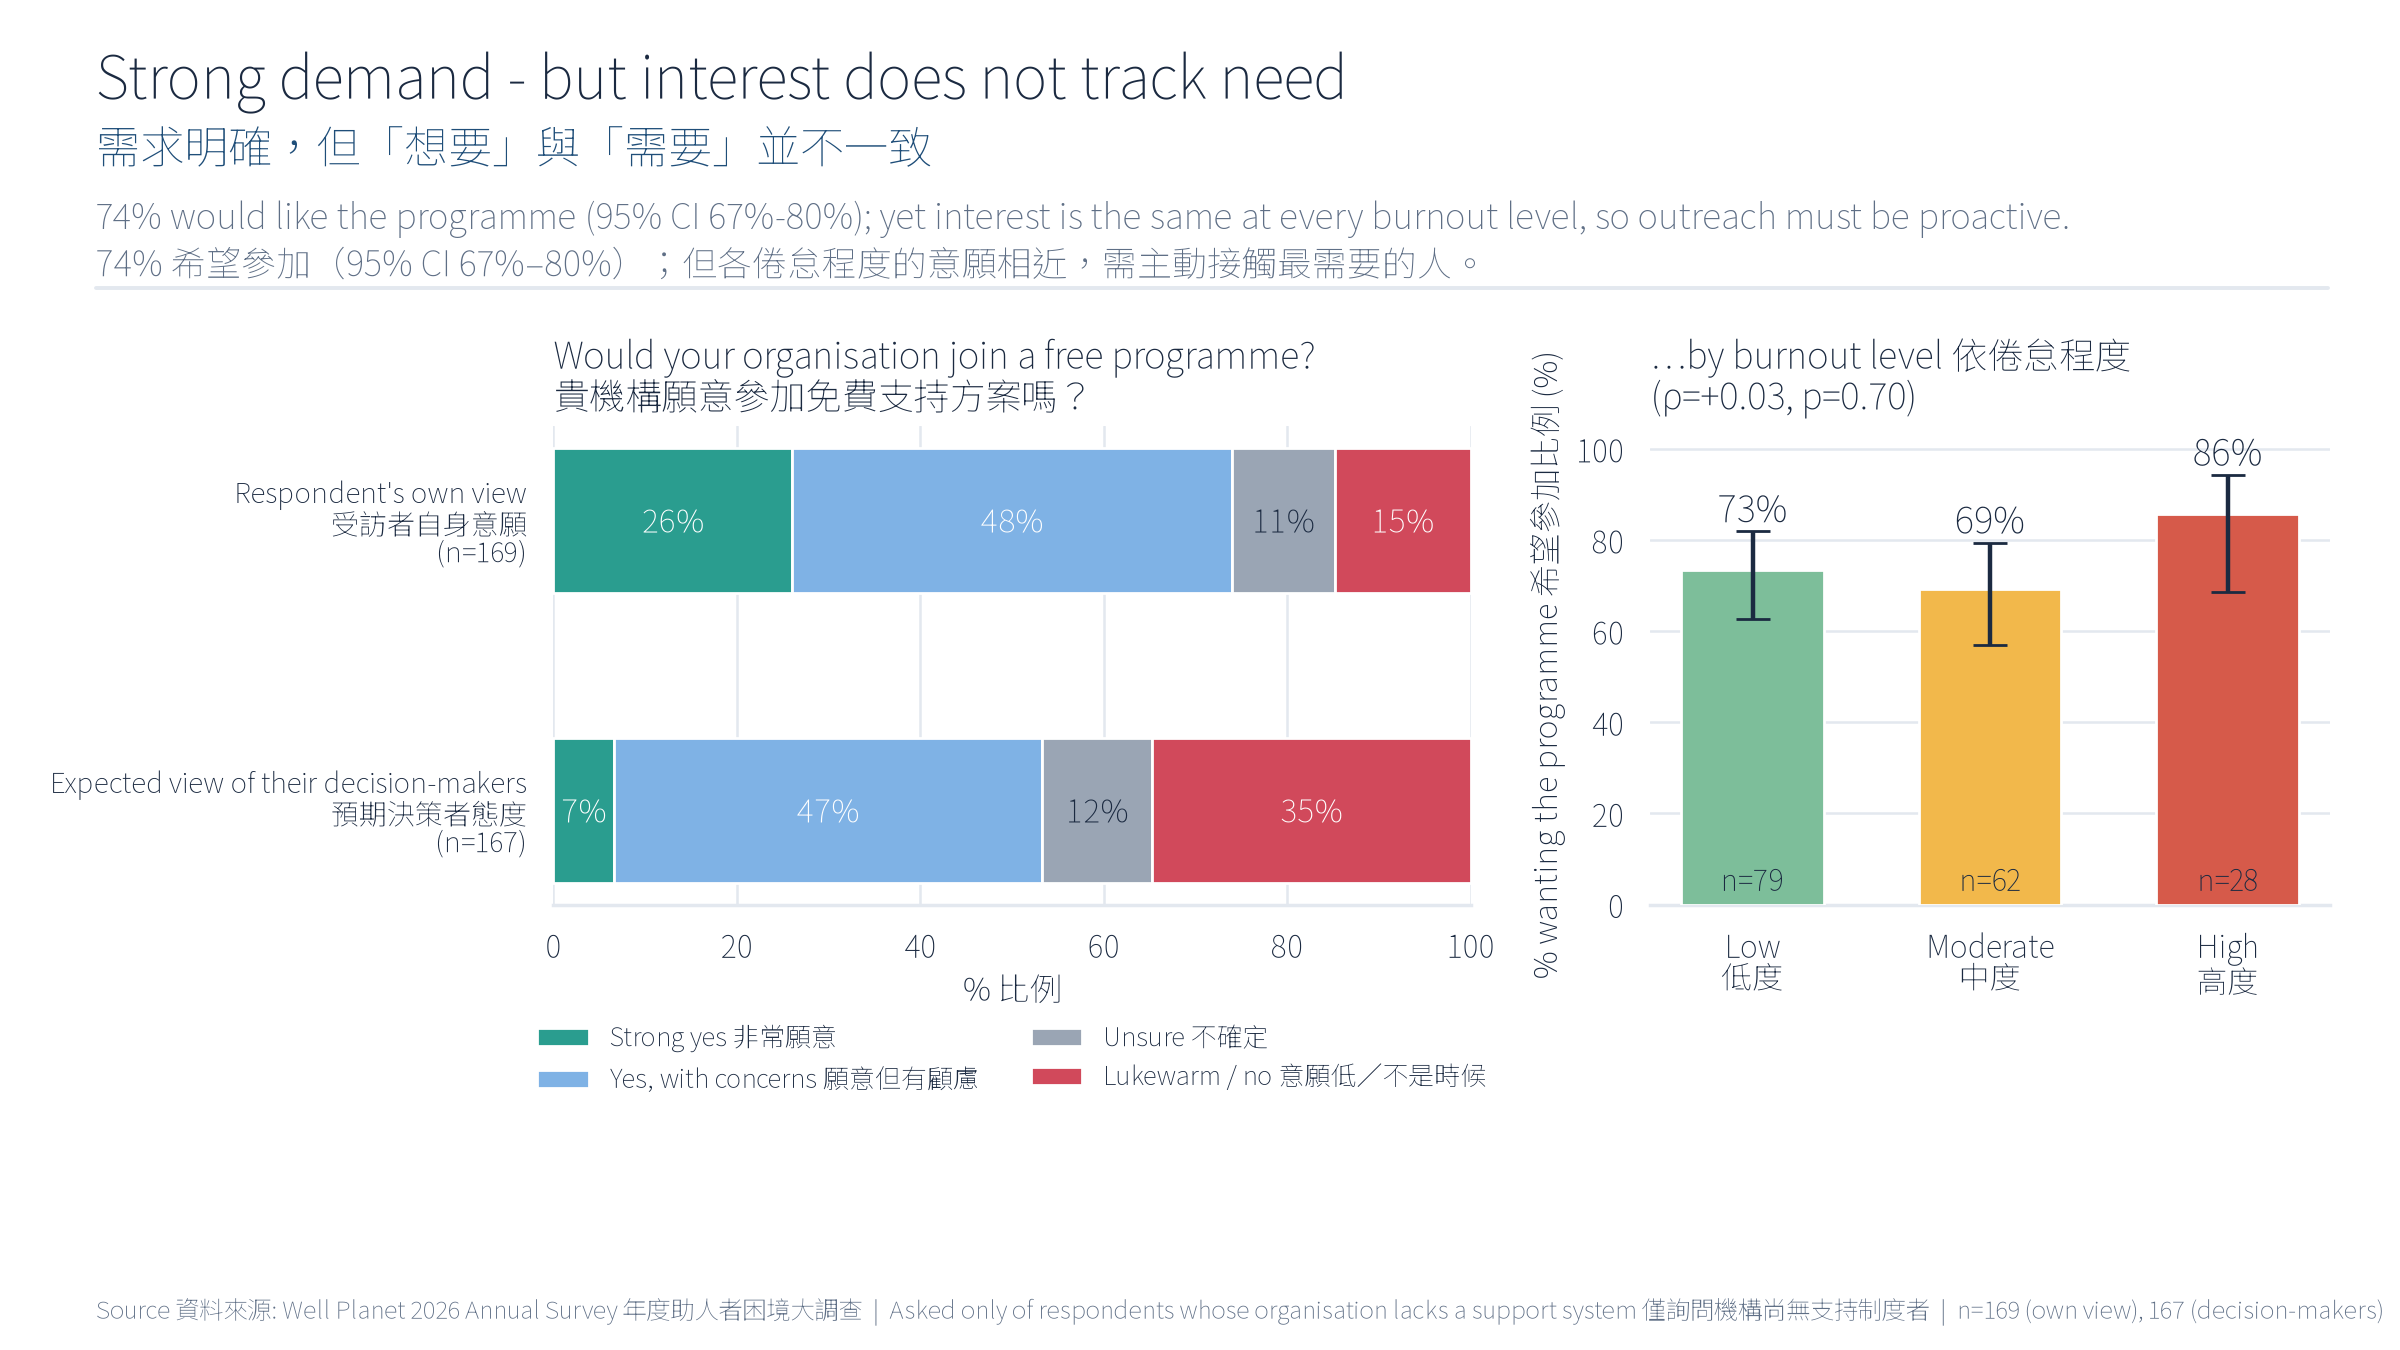 Strong demand - but interest does not track need
需求明確，但「想要」與「需要」並不一致
74% would like the programme (95% CI 67%-80%); yet interest is the same at every burnout level, so outreach must be proactive.
74% 希望參加（95% CI 67%–80%）；但各倦怠程度的意願相近，需主動接觸最需要的人。
Would your organisation join a free programme?
貴機構願意參加免費支持方案嗎？
Respondent's own view
受訪者自身意願
(n=169)
26%
48%
11%
15%
Expected view of their decision-makers
預期決策者態度
(n=167)
7%
47%
12%
35%
0
20
40
60
80
100
% 比例
Strong yes 非常願意
Yes, with concerns 願意但有顧慮
Unsure 不確定
Lukewarm / no 意願低／不是時候
…by burnout level 依倦怠程度
(ρ=+0.03, p=0.70)
% wanting the programme 希望參加比例 (%)
100
80
60
40
20
0
73%
69%
86%
n=79
n=62
n=28
Low
低度
Moderate
中度
High
高度
Source 資料來源: Well Planet 2026 Annual Survey 年度助人者困境大調查 | Asked only of respondents whose organisation lacks a support system 僅詢問機構尚無支持制度者 | n=169 (own view), 167 (decision-makers)